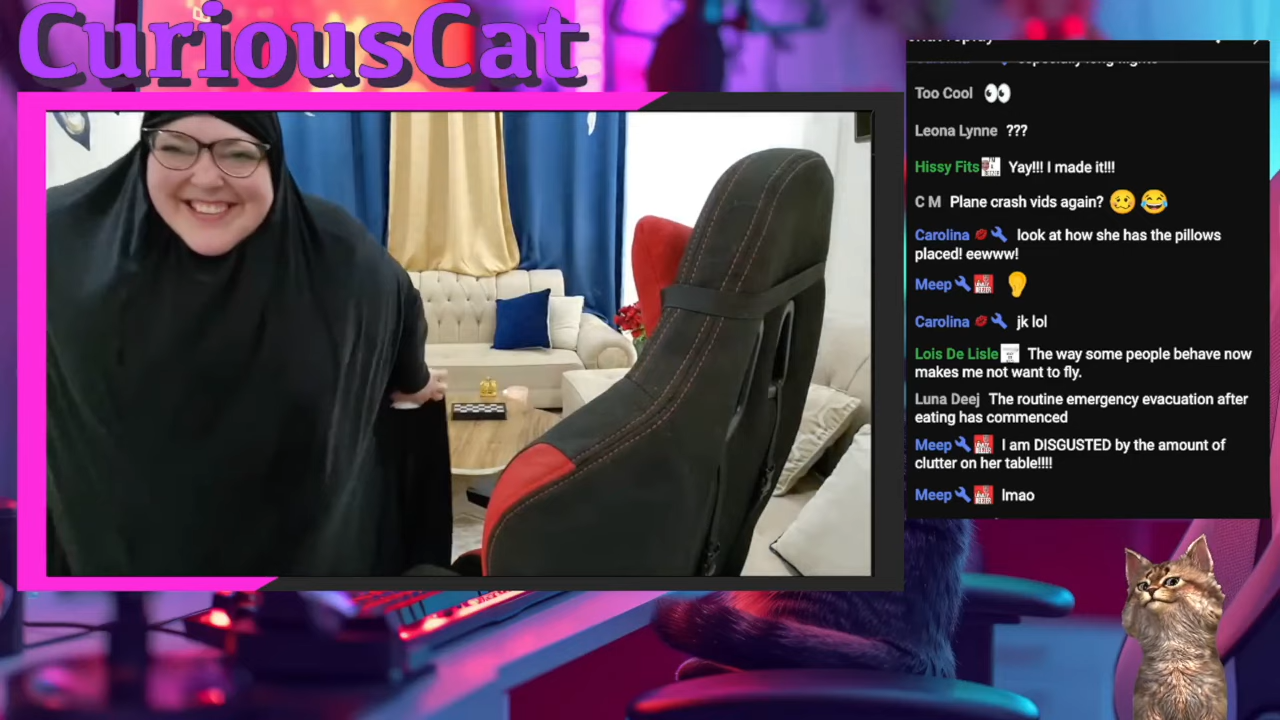 CuriousCat
Too Cool 👀
Leona Lynne ???
Hissy Fits Yay!!! I made it!!!
C M Plane crash vids again? 🥴 😂
Carolina look at how she has the pillows
placed! eewww!
Meep 👂
Carolina jk lol
Lois De Lisle The way some people behave now
makes me not want to fly.
Luna Deej The routine emergency evacuation after
eating has commenced
Meep I am DISGUSTED by the amount of
clutter on her table!!!!
Meep lmao